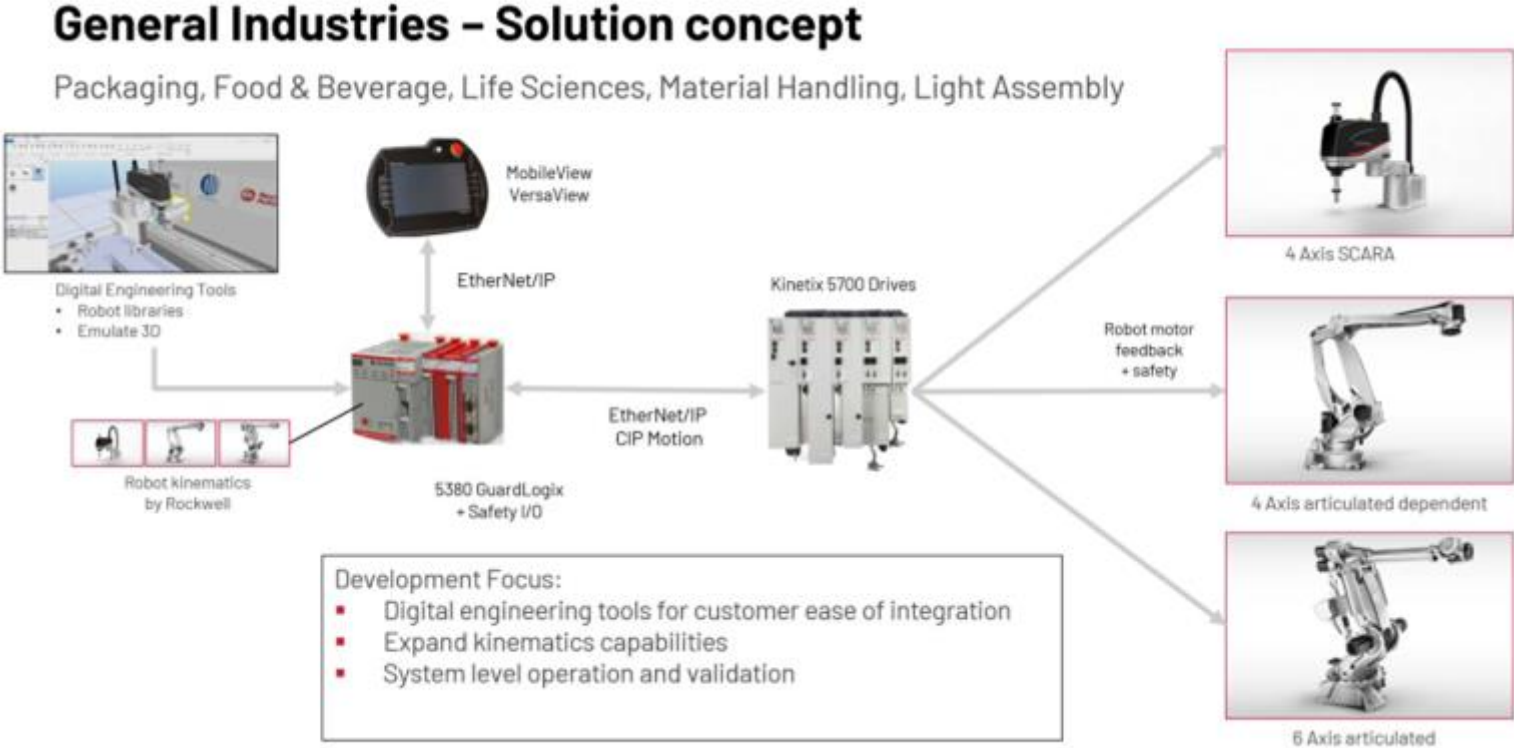 General Industries – Solution concept
Packaging, Food & Beverage, Life Sciences, Material Handling, Light Assembly
MobileView
VersaView
EtherNet/IP
Digital Engineering Tools
• Robot libraries
• Emulate 3D
Robot kinematics
by Rockwell
5380 GuardLogix
+ Safety I/O
EtherNet/IP
CIP Motion
Kinetix 5700 Drives
Robot motor
feedback
+ safety
4 Axis SCARA
4 Axis articulated dependent
6 Axis articulated
Development Focus:
▪ Digital engineering tools for customer ease of integration
▪ Expand kinematics capabilities
▪ System level operation and validation